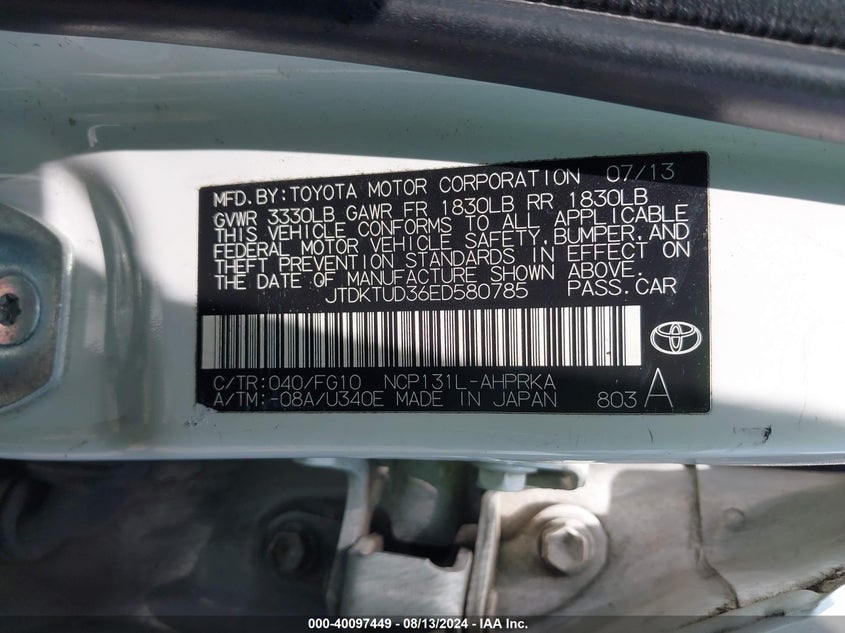 MFD. BY: TOYOTA MOTOR CORPORATION 07/13
GVWR 3330LB GAWR FR 1830LB RR 1830LB
THIS VEHICLE CONFORMS TO ALL APPLICABLE
FEDERAL MOTOR VEHICLE SAFETY, BUMPER, AND
THEFT PREVENTION STANDARDS IN EFFECT ON
THE DATE OF MANUFACTURE SHOWN ABOVE.
JTDKTUD36ED580785 PASS. CAR
C/TR: 040/FG10 NCP131L-AHPRKA
A/TM: -08A/U340E MADE IN JAPAN 803 A
000-40097449 - 08/13/2024 - IAA Inc.